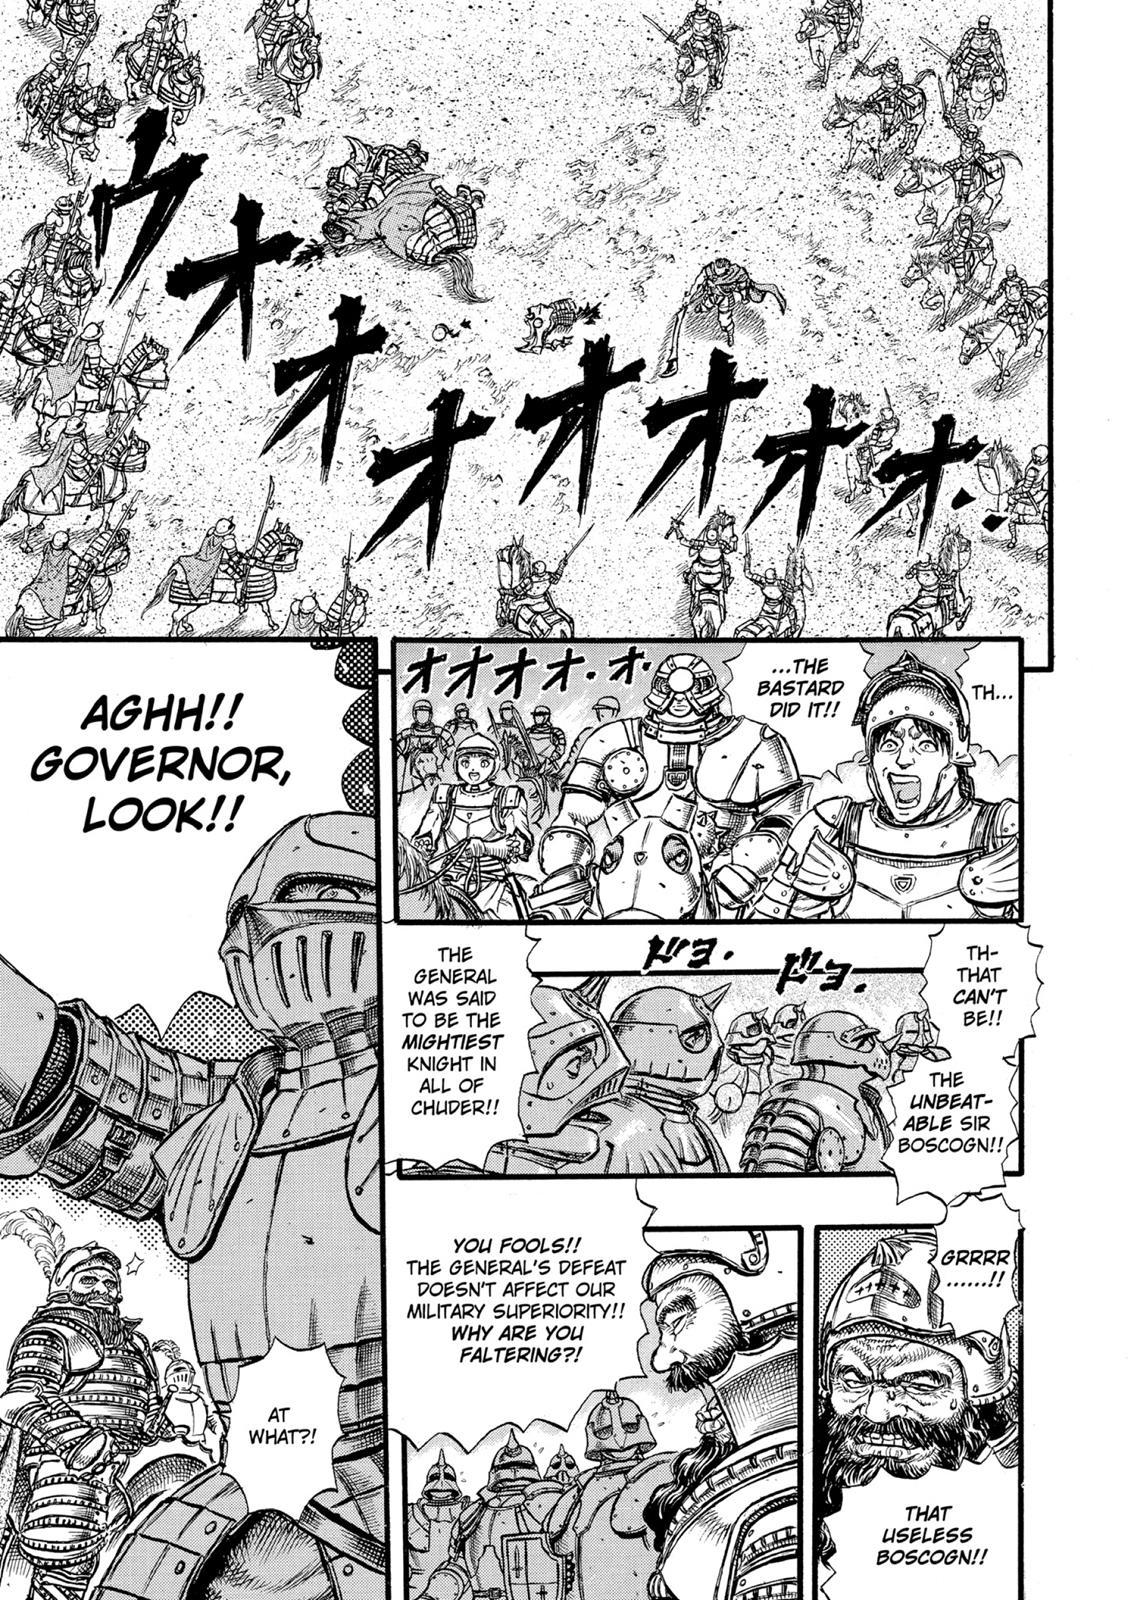 ウオオオオオオ.
TH...
...THE
BASTARD
DID IT!!
オオオオ.オ.
TH-
THAT
CAN'T
BE!!
THE
UNBEAT-
ABLE SIR
BOSCOGN!!
ドヨ.
ドヨ.
THE
GENERAL
WAS SAID
TO BE THE
MIGHTIEST
KNIGHT IN
ALL OF
CHUDER!!
GRRRR
......!!
THAT
USELESS
BOSCOGN!!
YOU FOOLS!!
THE GENERAL'S DEFEAT
DOESN'T AFFECT OUR
MILITARY SUPERIORITY!!
WHY ARE YOU
FALTERING?!
AGHH!!
GOVERNOR,
LOOK!!
AT
WHAT?!